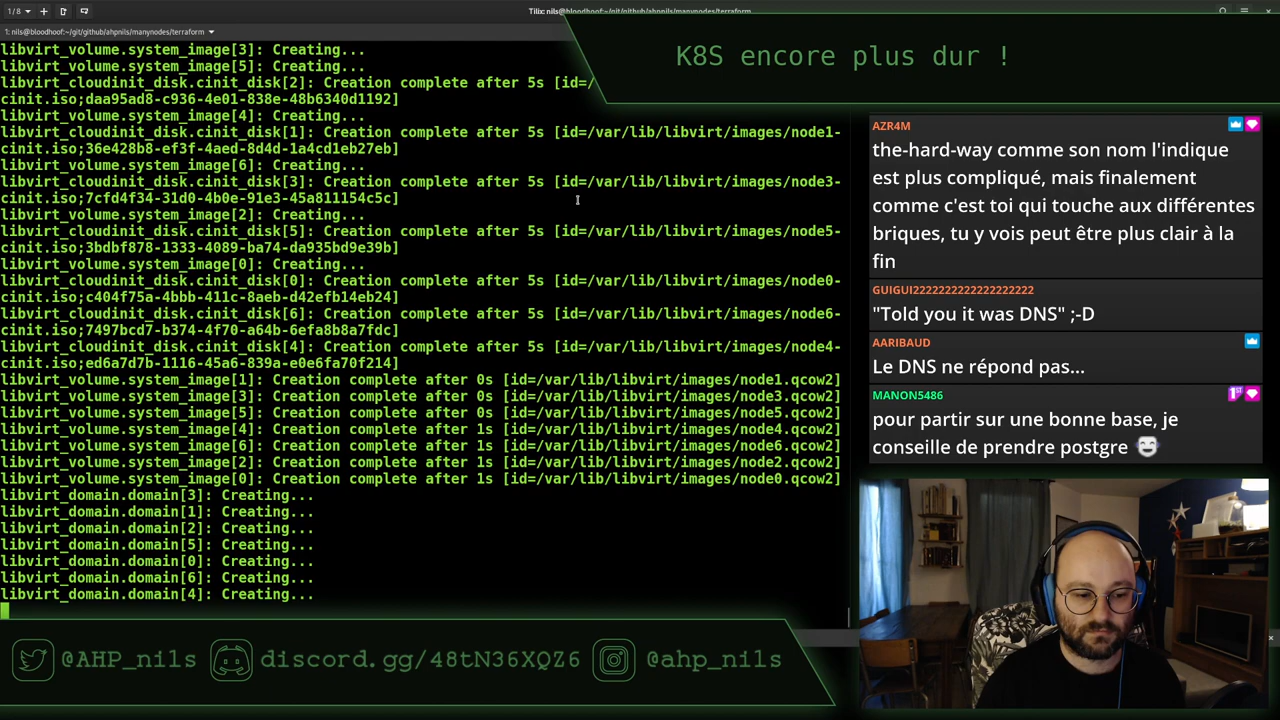 1 / 8
Tilix: nils@bloodhoof:~/git/github/ahpnils/manynodes/terraform
1: nils@bloodhoof:~/git/github/ahpnils/manynodes/terraform
K8S encore plus dur !
libvirt_volume.system_image[3]: Creating...
libvirt_volume.system_image[5]: Creating...
libvirt_cloudinit_disk.cinit_disk[2]: Creation complete after 5s [id=/
cinit.iso;daa95ad8-c936-4e01-838e-48b6340d1192]
libvirt_volume.system_image[4]: Creating...
libvirt_cloudinit_disk.cinit_disk[1]: Creation complete after 5s [id=/var/lib/libvirt/images/node1-
cinit.iso;36e428b8-ef3f-4aed-8d4d-1a4cd1eb27eb]
libvirt_volume.system_image[6]: Creating...
libvirt_cloudinit_disk.cinit_disk[3]: Creation complete after 5s [id=/var/lib/libvirt/images/node3-
cinit.iso;7cfd4f34-31d0-4b0e-91e3-45a811154c5c]
libvirt_volume.system_image[2]: Creating...
libvirt_cloudinit_disk.cinit_disk[5]: Creation complete after 5s [id=/var/lib/libvirt/images/node5-
cinit.iso;3bdbf878-1333-4089-ba74-da935bd9e39b]
libvirt_volume.system_image[0]: Creating...
libvirt_cloudinit_disk.cinit_disk[0]: Creation complete after 5s [id=/var/lib/libvirt/images/node0-
cinit.iso;c404f75a-4bbb-411c-8aeb-d42efb14eb24]
libvirt_cloudinit_disk.cinit_disk[6]: Creation complete after 5s [id=/var/lib/libvirt/images/node6-
cinit.iso;7497bcd7-b374-4f70-a64b-6efa8b8a7fdc]
libvirt_cloudinit_disk.cinit_disk[4]: Creation complete after 5s [id=/var/lib/libvirt/images/node4-
cinit.iso;ed6a7d7b-1116-45a6-839a-e0e6fa70f214]
libvirt_volume.system_image[1]: Creation complete after 0s [id=/var/lib/libvirt/images/node1.qcow2]
libvirt_volume.system_image[3]: Creation complete after 0s [id=/var/lib/libvirt/images/node3.qcow2]
libvirt_volume.system_image[5]: Creation complete after 0s [id=/var/lib/libvirt/images/node5.qcow2]
libvirt_volume.system_image[4]: Creation complete after 1s [id=/var/lib/libvirt/images/node4.qcow2]
libvirt_volume.system_image[6]: Creation complete after 1s [id=/var/lib/libvirt/images/node6.qcow2]
libvirt_volume.system_image[2]: Creation complete after 1s [id=/var/lib/libvirt/images/node2.qcow2]
libvirt_volume.system_image[0]: Creation complete after 1s [id=/var/lib/libvirt/images/node0.qcow2]
libvirt_domain.domain[3]: Creating...
libvirt_domain.domain[1]: Creating...
libvirt_domain.domain[2]: Creating...
libvirt_domain.domain[5]: Creating...
libvirt_domain.domain[0]: Creating...
libvirt_domain.domain[6]: Creating...
libvirt_domain.domain[4]: Creating...
AZR4M
the-hard-way comme son nom l'indique
est plus compliqué, mais finalement
comme c'est toi qui touche aux différentes
briques, tu y vois peut être plus clair à la
fin
GUIGUI2222222222222222222
"Told you it was DNS" ;-D
AARIBAUD
Le DNS ne répond pas...
MANON5486
1ST
pour partir sur une bonne base, je
conseille de prendre postgre
@AHP_nils
discord.gg/48tN36XQZ6
@ahp_nils